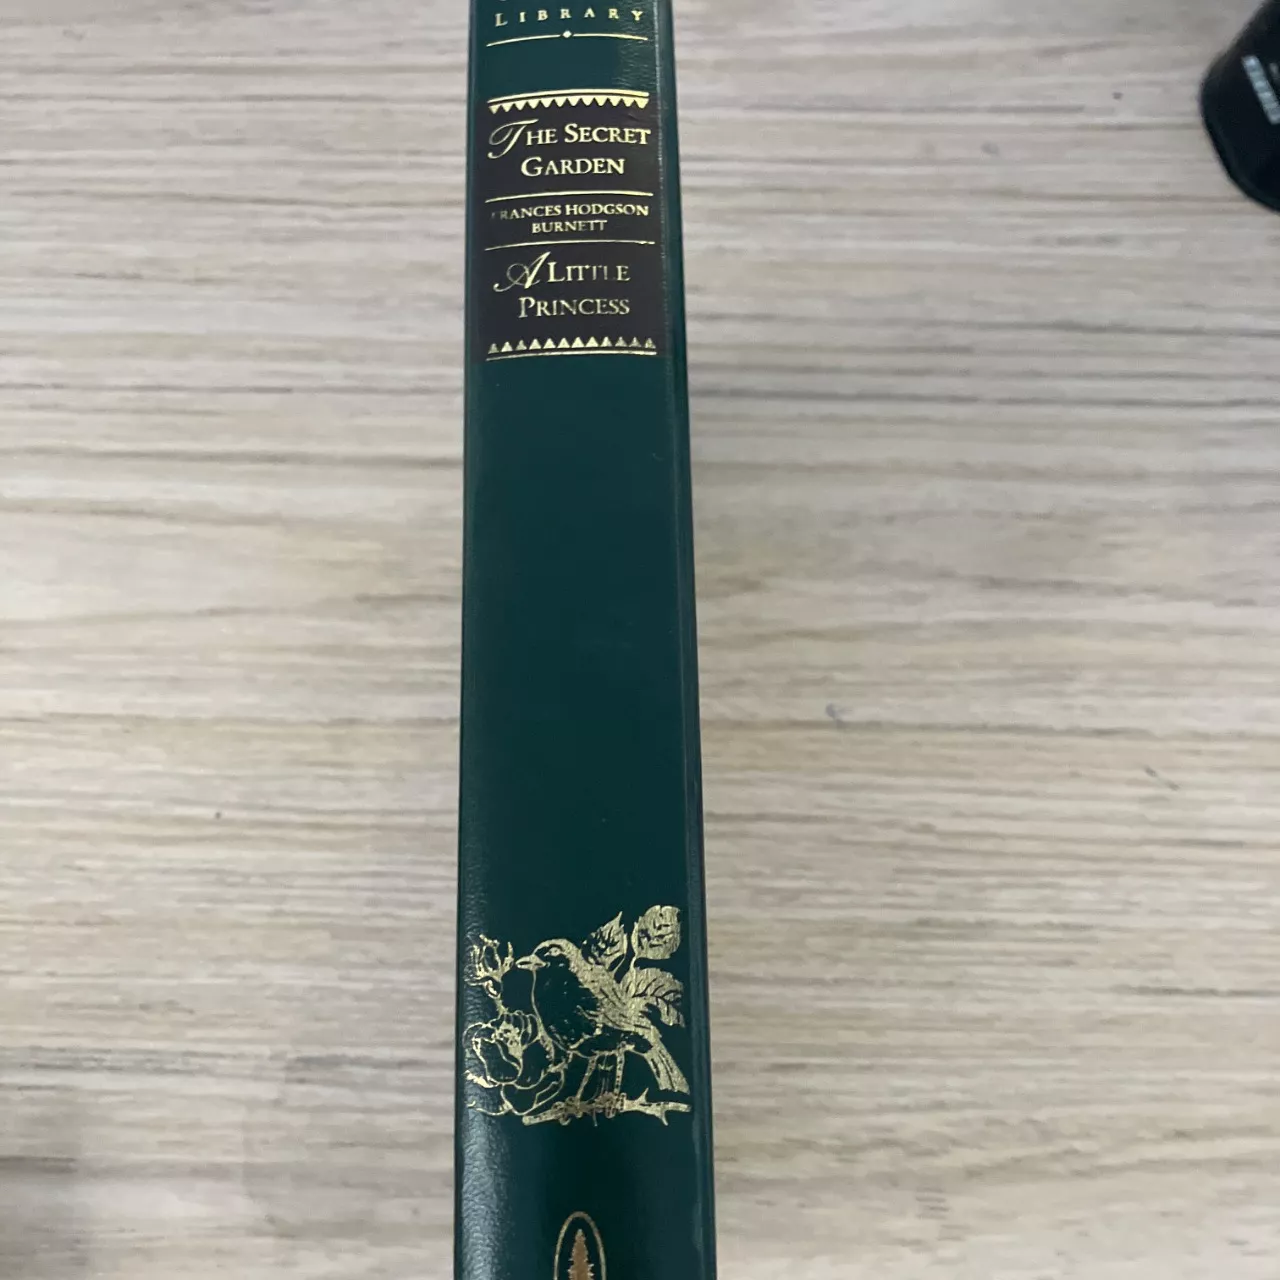 LIBRARY
THE SECRET
GARDEN
FRANCES HODGSON
BURNETT
A LITTLE
PRINCESS